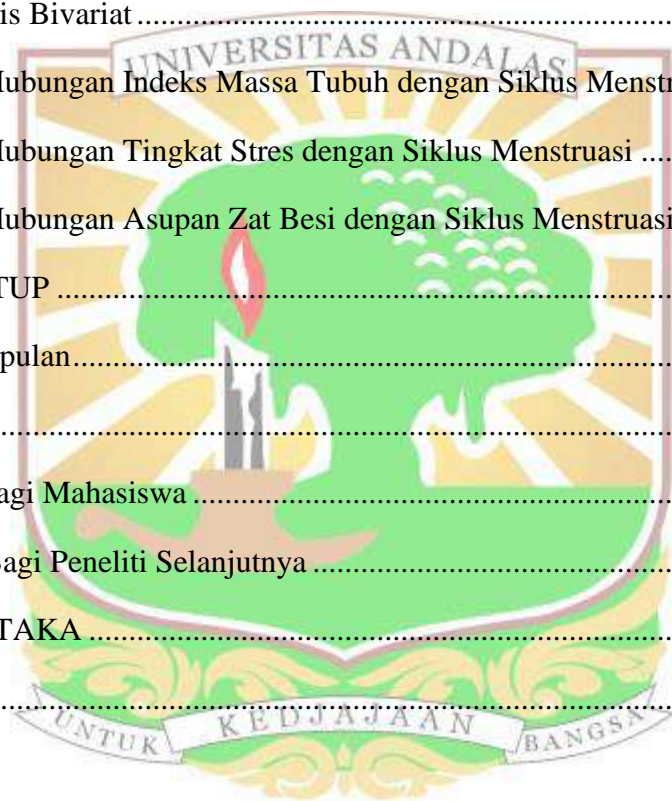 is Bivariat ........................................................................
UNIVERSITAS ANDALAS
Hubungan Indeks Massa Tubuh dengan Siklus Menstr
Hubungan Tingkat Stres dengan Siklus Menstruasi ....
Hubungan Asupan Zat Besi dengan Siklus Menstruasi
TUP ..................................................................................
pulan................................................................................
.........................................................................................
agi Mahasiswa .................................................................
Bagi Peneliti Selanjutnya ..................................................
TAKA ..............................................................................
.........................................................................................
UNTUK KEDJAJAAN BANGSA